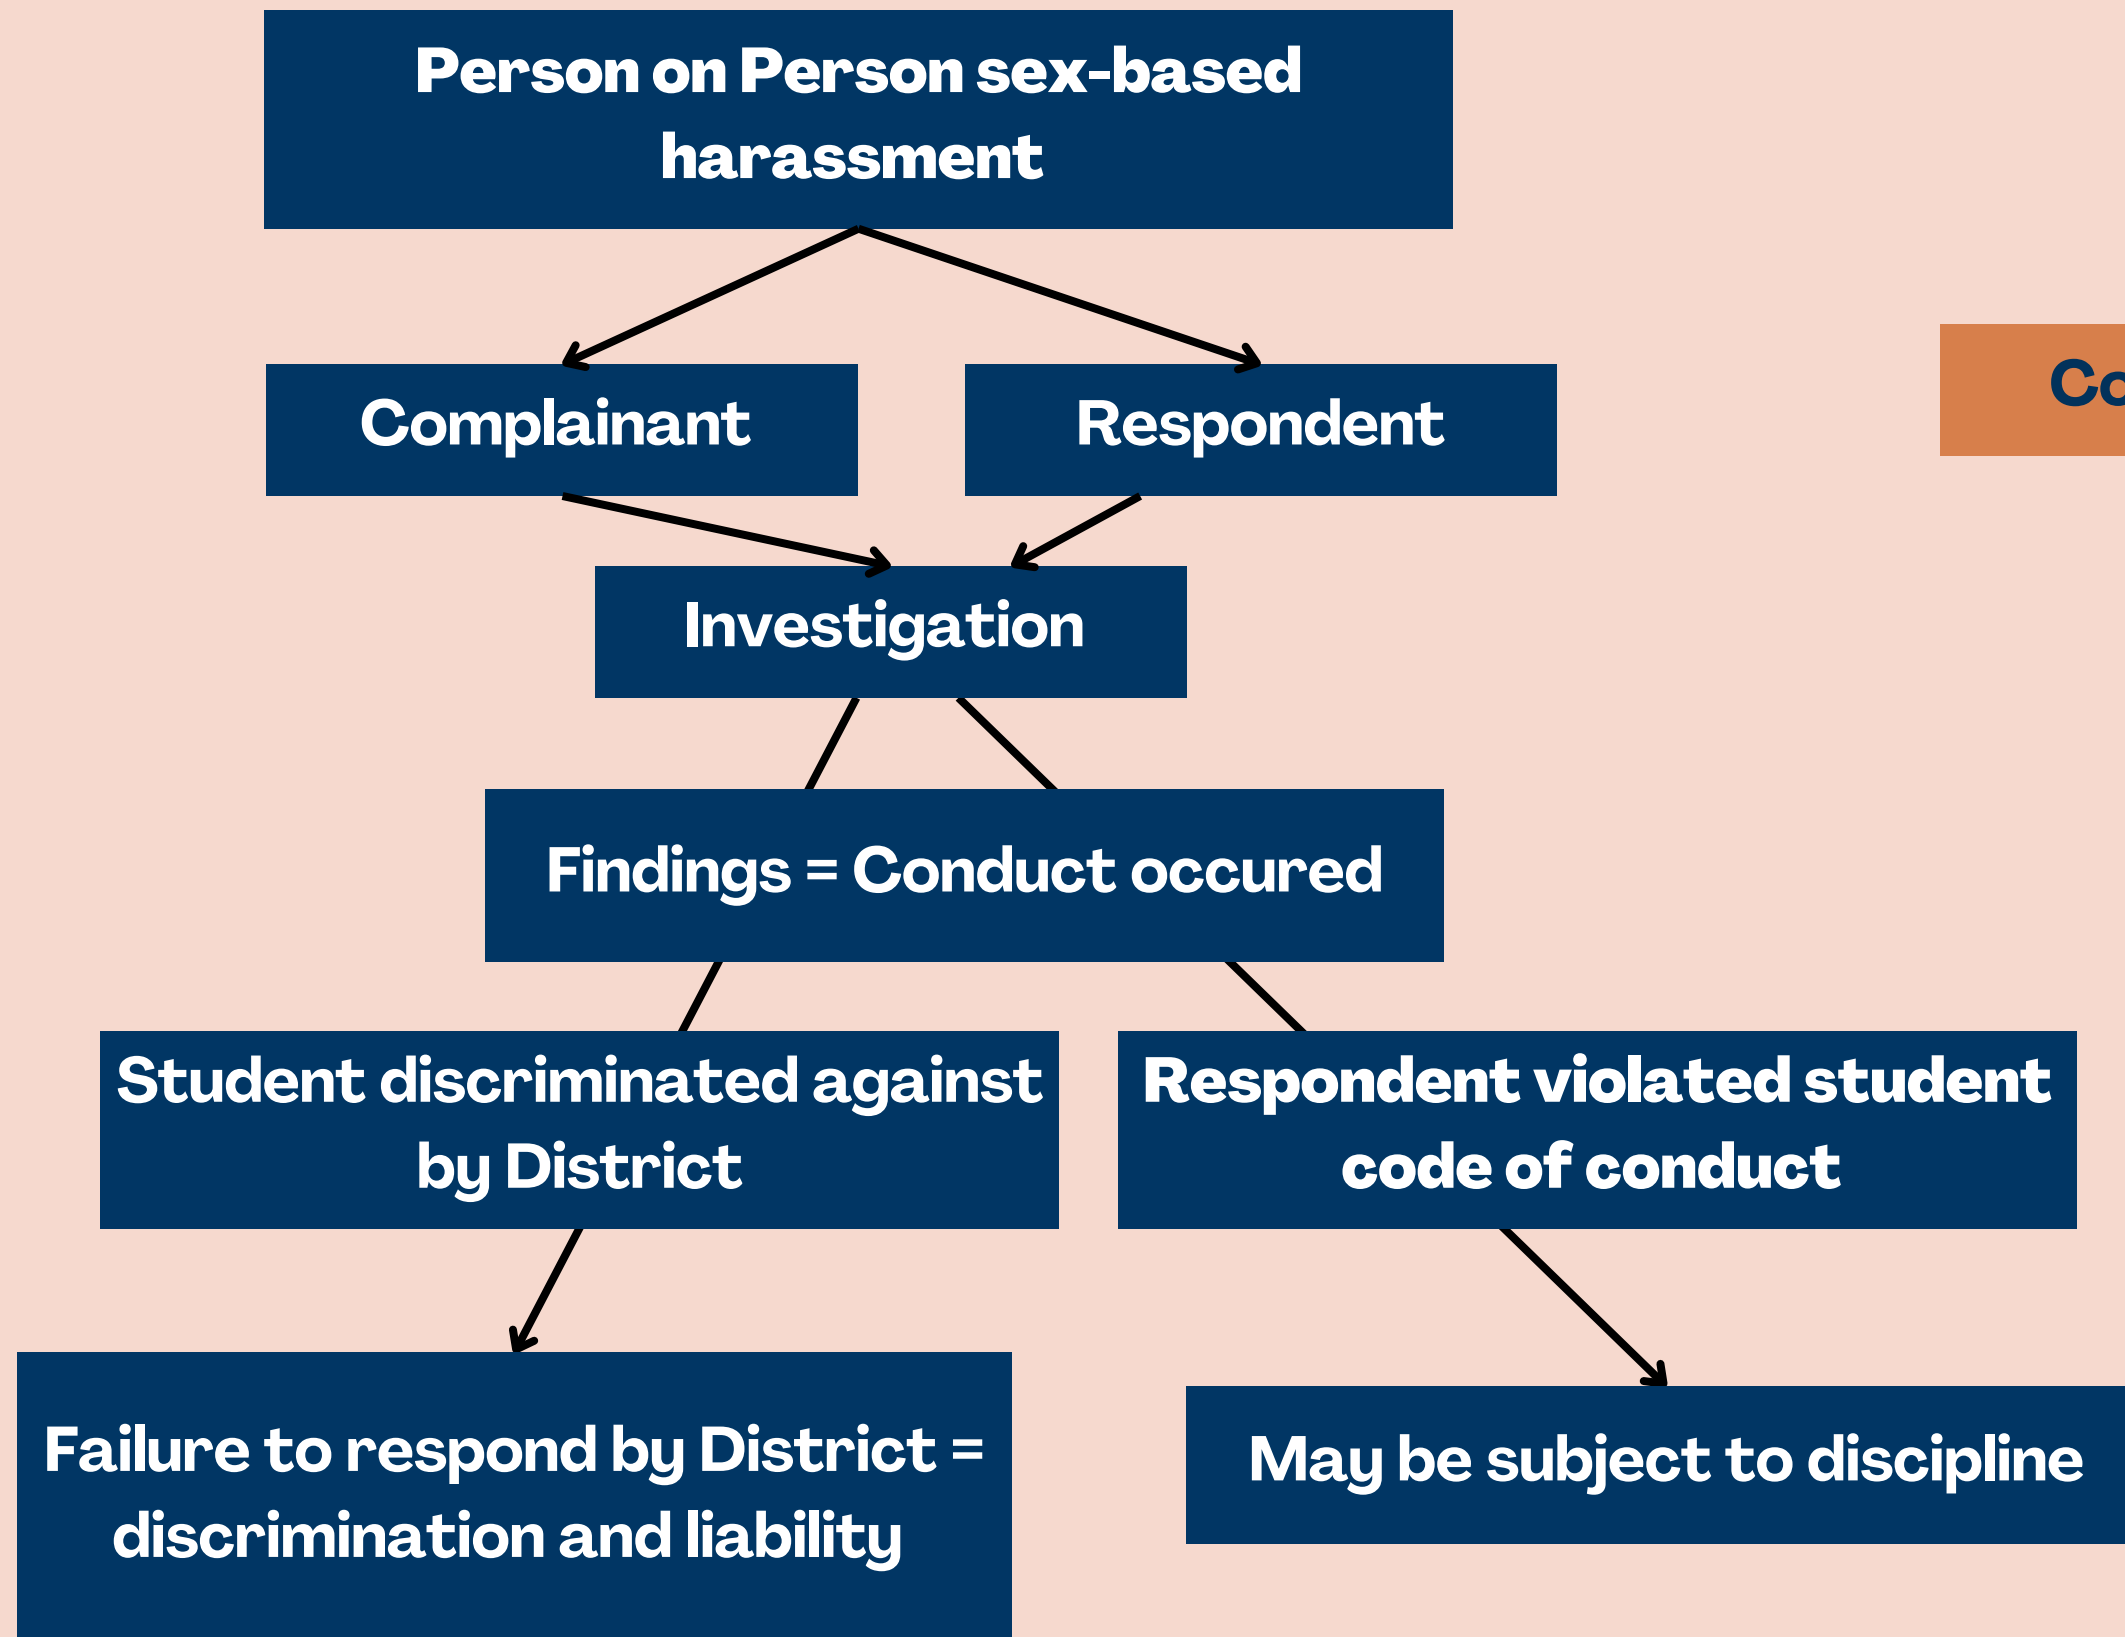 Person on Person sex-based
harassment
Complainant
Respondent
Investigation
Findings = Conduct occured
Student discriminated against
by District
Respondent violated student
code of conduct
Failure to respond by District =
discrimination and liability
May be subject to discipline